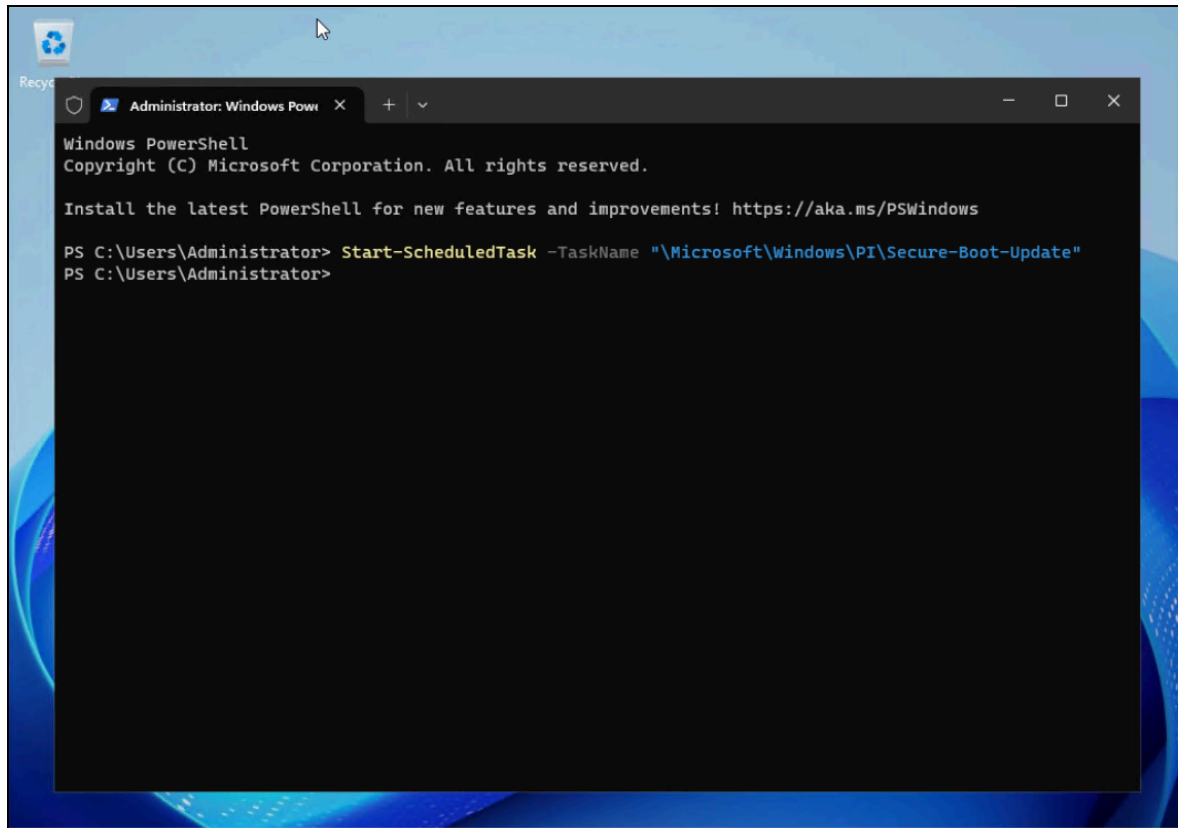 Recyc
Administrator: Windows Powe
Windows PowerShell
Copyright (C) Microsoft Corporation. All rights reserved.
Install the latest PowerShell for new features and improvements! https://aka.ms/PSWindows
PS C:\Users\Administrator> Start-ScheduledTask -TaskName "\Microsoft\Windows\PI\Secure-Boot-Update"
PS C:\Users\Administrator>